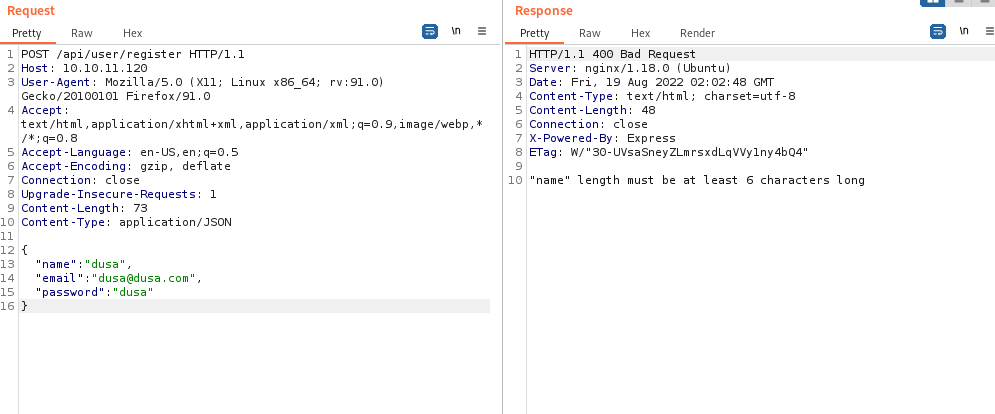 Request
Pretty Raw Hex \n
1 POST /api/user/register HTTP/1.1
2 Host: 10.10.11.120
3 User-Agent: Mozilla/5.0 (X11; Linux x86_64; rv:91.0)
Gecko/20100101 Firefox/91.0
4 Accept:
text/html,application/xhtml+xml,application/xml;q=0.9,image/webp,*
/*;q=0.8
5 Accept-Language: en-US,en;q=0.5
6 Accept-Encoding: gzip, deflate
7 Connection: close
8 Upgrade-Insecure-Requests: 1
9 Content-Length: 73
10 Content-Type: application/JSON
11
12 {
13 "name":"dusa",
14 "email":"dusa@dusa.com",
15 "password":"dusa"
16 }
Response
Pretty Raw Hex Render \n
1 HTTP/1.1 400 Bad Request
2 Server: nginx/1.18.0 (Ubuntu)
3 Date: Fri, 19 Aug 2022 02:02:48 GMT
4 Content-Type: text/html; charset=utf-8
5 Content-Length: 48
6 Connection: close
7 X-Powered-By: Express
8 ETag: W/"30-UVsaSneyZLmrsxdLqVVy1ny4bQ4"
9
10 "name" length must be at least 6 characters long